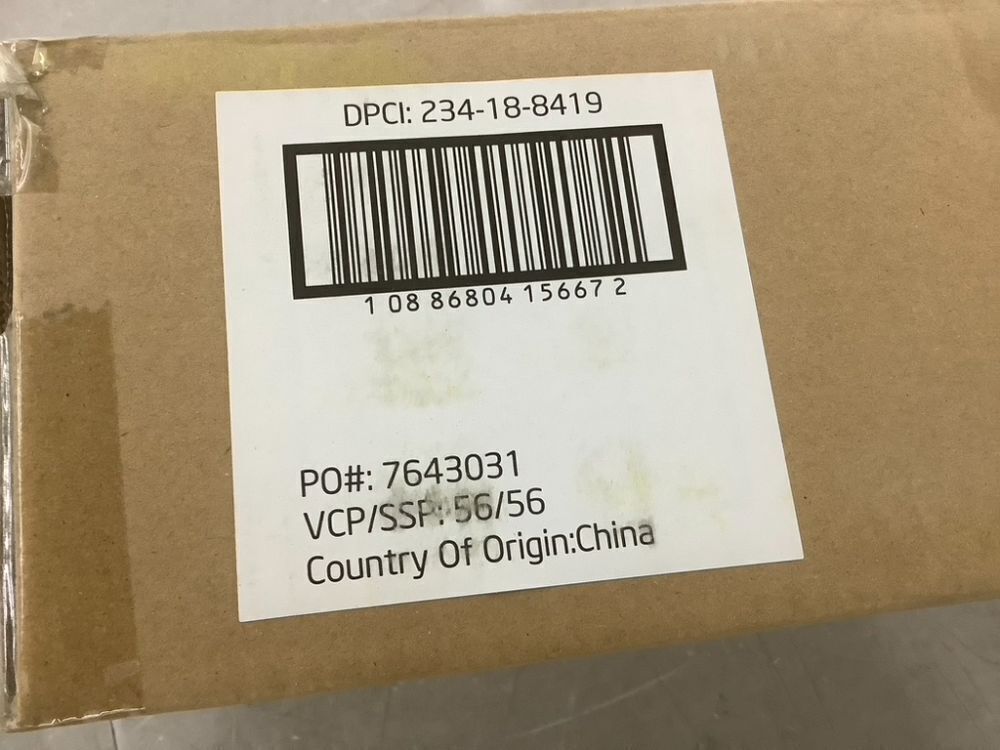 DPCI: 234-18-8419
1 08 86804 15667 2
PO#: 7643031
VCP/SSP: 56/56
Country Of Origin:China